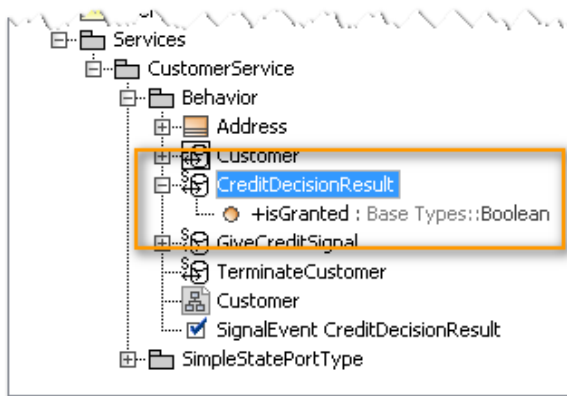 Services
CustomerService
Behavior
Address
Customer
CreditDecisionResult
+isGranted : Base Types::Boolean
GiveCreditSignal
TerminateCustomer
Customer
SignalEvent CreditDecisionResult
SimpleStatePortType